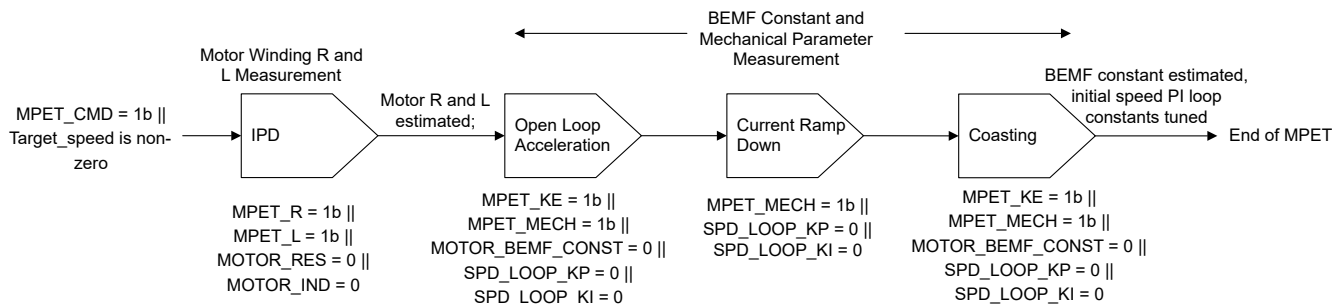 BEMF Constant and
Mechanical Parameter
Measurement
Motor Winding R and
L Measurement
MPET_CMD = 1b ||
Target_speed is non-
zero
IPD
Motor R and L
estimated;
Open Loop
Acceleration
Current Ramp
Down
Coasting
BEMF constant estimated,
initial speed PI loop
constants tuned
End of MPET
MPET_R = 1b ||
MPET_L = 1b ||
MOTOR_RES = 0 ||
MOTOR_IND = 0
MPET_KE = 1b ||
MPET_MECH = 1b ||
MOTOR_BEMF_CONST = 0 ||
SPD_LOOP_KP = 0 ||
SPD_LOOP_KI = 0
MPET_MECH = 1b ||
SPD_LOOP_KP = 0 ||
SPD_LOOP_KI = 0
MPET_KE = 1b ||
MPET_MECH = 1b ||
MOTOR_BEMF_CONST = 0 ||
SPD_LOOP_KP = 0 ||
SPD_LOOP_KI = 0